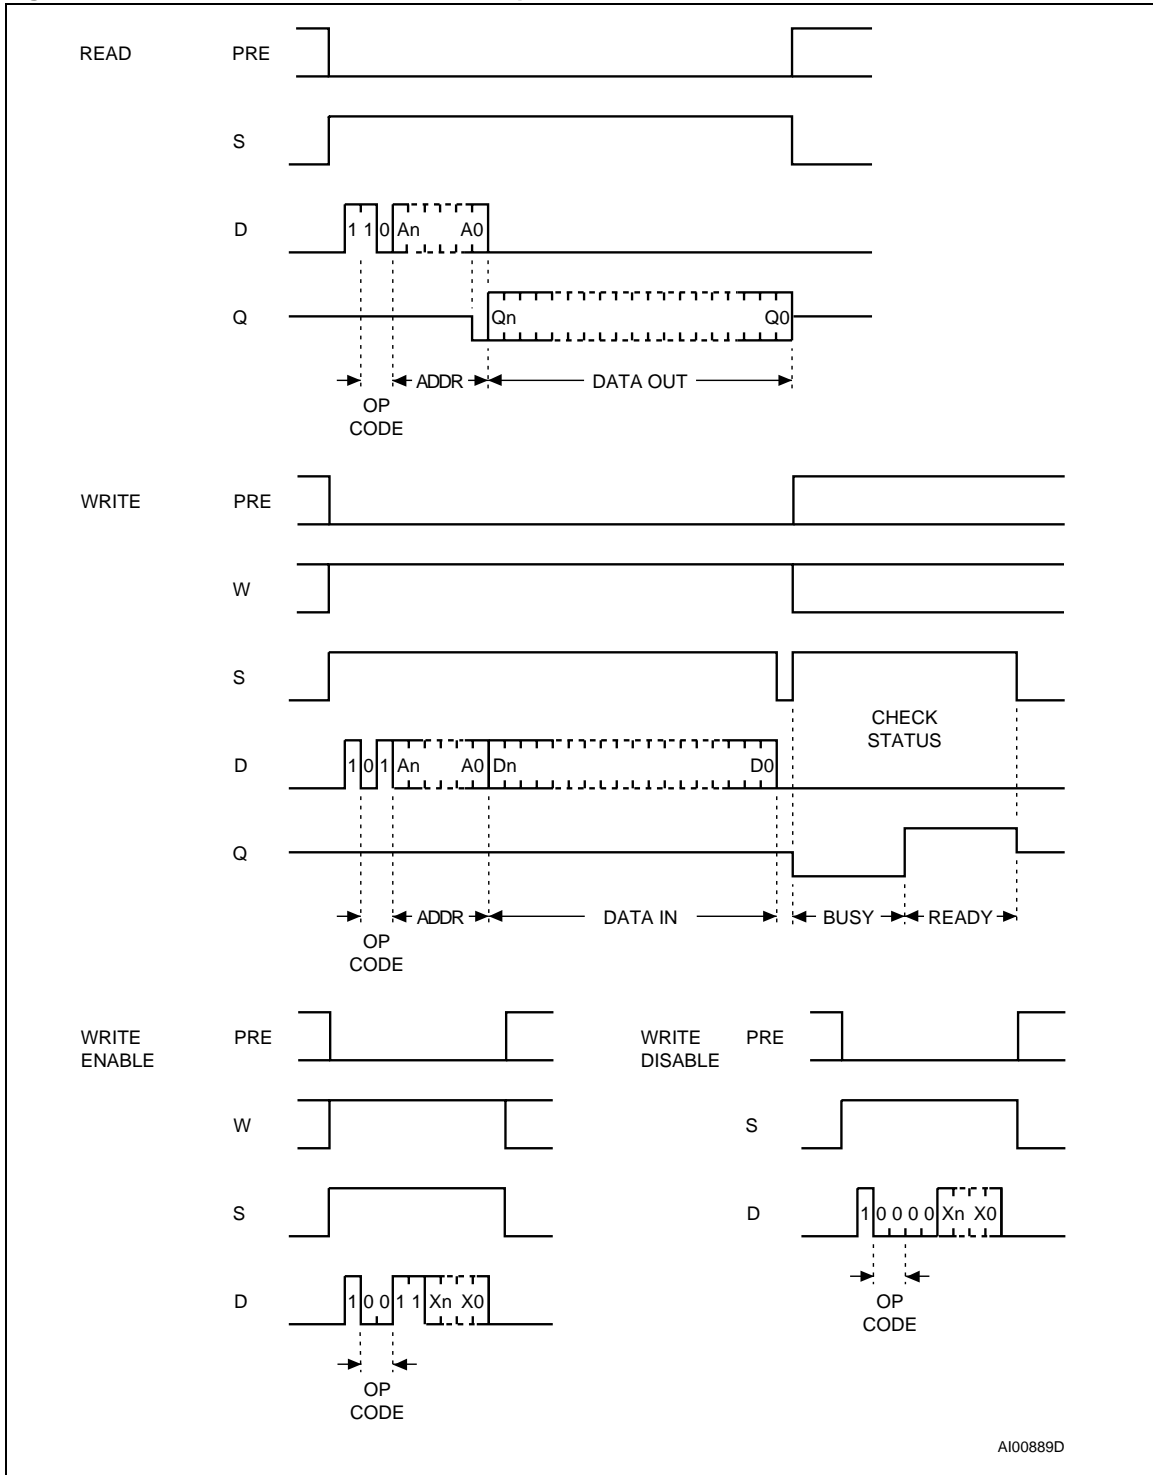 READ PRE
S
D 1 1 0 An A0
Q Qn Q0
ADDR DATA OUT
OP
CODE
WRITE PRE
W
S
CHECK
STATUS
D 1 0 1 An A0 Dn D0
Q
ADDR DATA IN BUSY READY
OP
CODE
WRITE PRE
ENABLE
W
S
D 1 0 0 1 1 Xn X0
OP
CODE
WRITE PRE
DISABLE
S
D 1 0 0 0 0 Xn X0
OP
CODE
AI00889D